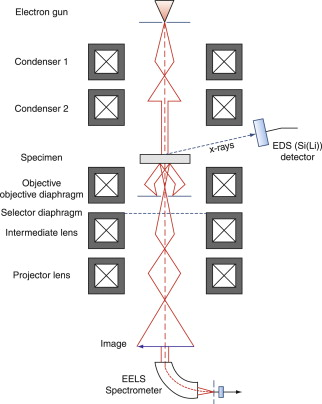 Electron gun
Condenser 1
Condenser 2
x-rays
EDS (Si(Li))
detector
Specimen
Objective
objective diaphragm
Selector diaphragm
Intermediate lens
Projector lens
Image
EELS
Spectrometer